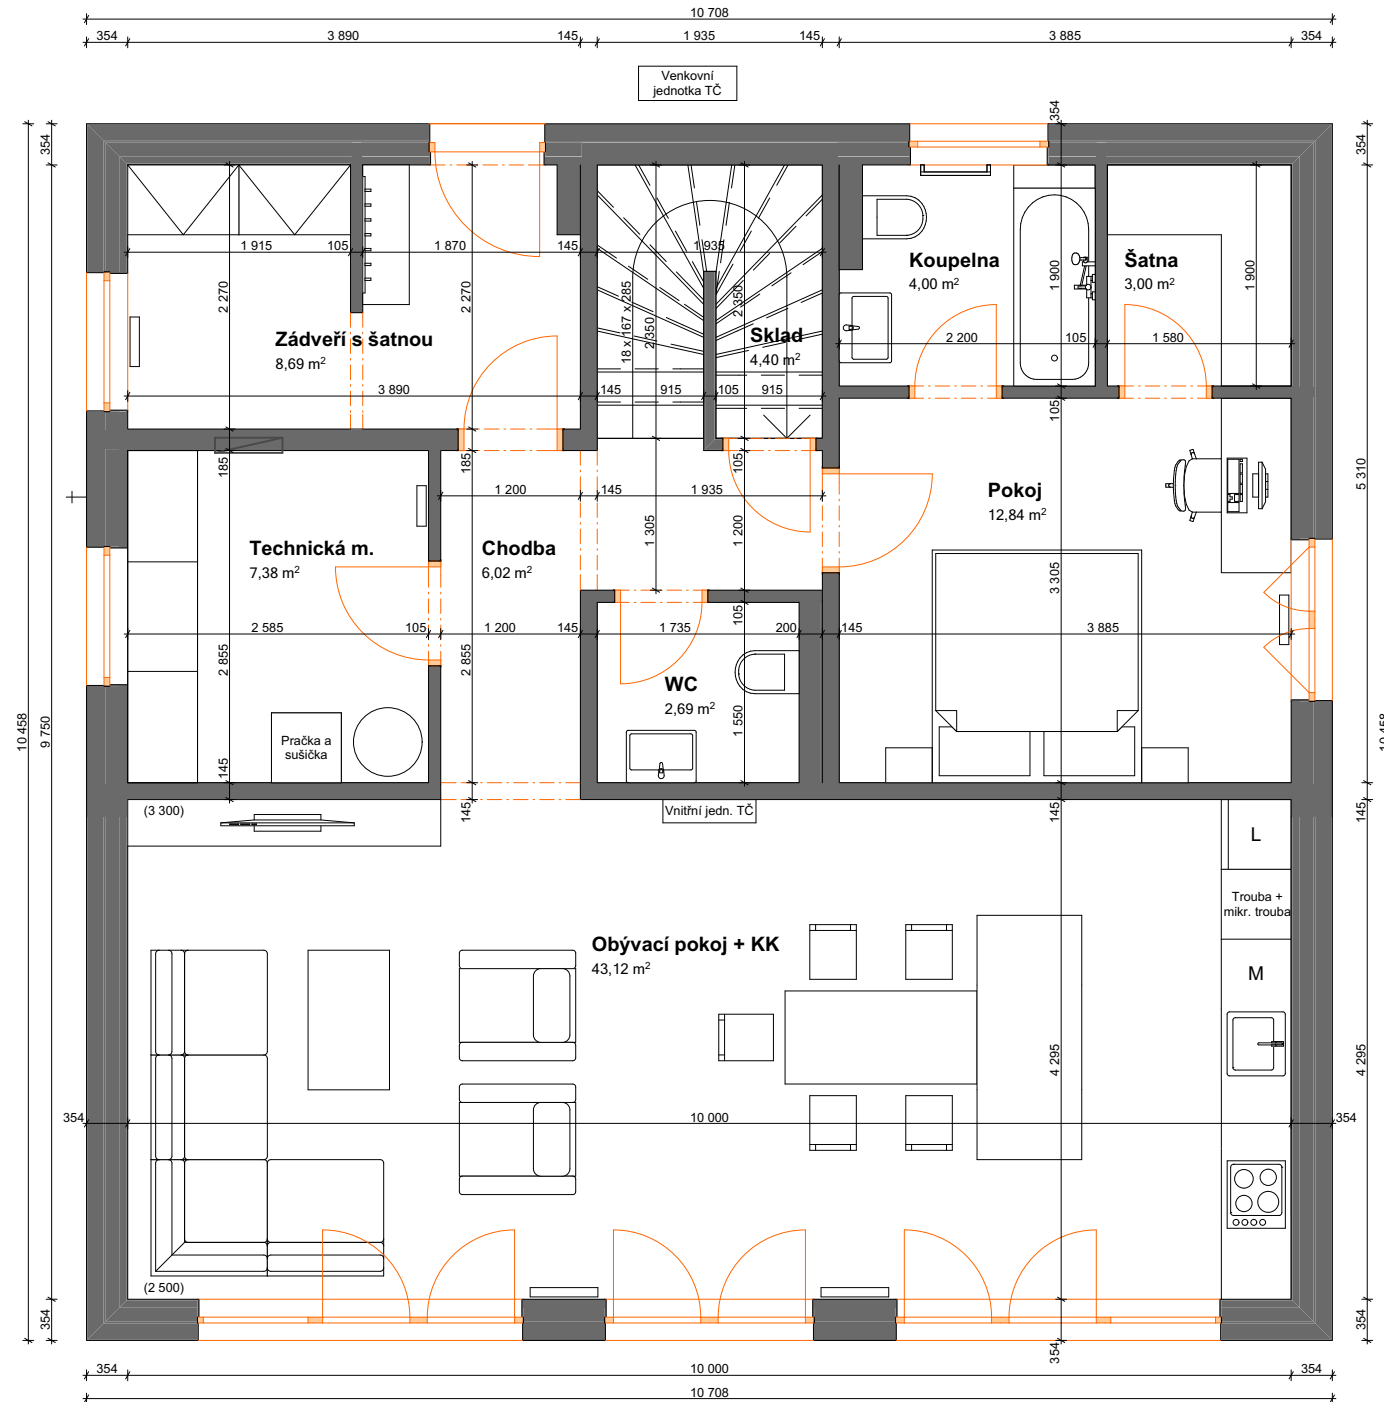 10 708
354
3 890
145
1 935
145
3 885
354
Venkovní
jednotka TČ
354
354
354
1 915
105
1 870
145
1 935
2 270
2 270
18 x 167 x 285
2 350
2 350
1 900
1 900
Koupelna
4,00 m²
Šatna
3,00 m²
Zádveří s šatnou
8,69 m²
Sklad
4,40 m²
2 200
105
1 580
3 890
145
915
105
915
105
185
185
105
5 310
1 200
145
1 935
Pokoj
12,84 m²
1 305
1 200
Technická m.
7,38 m²
Chodba
6,02 m²
3 305
2 585
105
1 200
145
1 735
105
200
145
3 885
2 855
2 855
WC
2,69 m²
1 550
10 458
9 750
10 458
Pračka a
sušička
145
145
145
145
(3 300)
Vnitřní jedn. TČ
L
Trouba +
mikr. trouba
M
Obývací pokoj + KK
43,12 m²
4 295
4 295
354
10 000
354
(2 500)
354
354
354
354
10 000
354
10 708